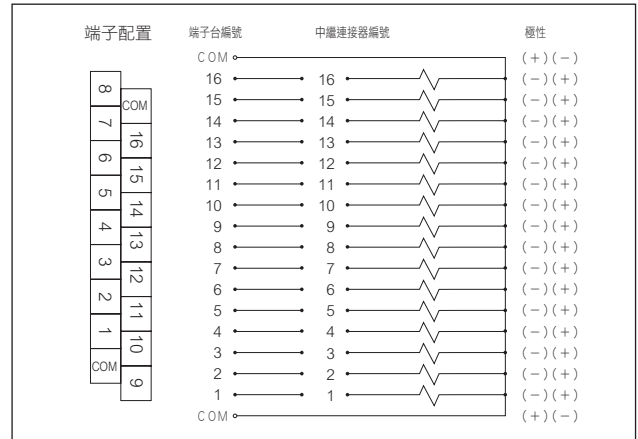 端子配置 端子台編號 中繼連接器編號 極性
COM (+)(−)
16 16 (−)(+)
15 15 (−)(+)
14 14 (−)(+)
13 13 (−)(+)
12 12 (−)(+)
11 11 (−)(+)
10 10 (−)(+)
9 9 (−)(+)
8 8 (−)(+)
7 7 (−)(+)
6 6 (−)(+)
5 5 (−)(+)
4 4 (−)(+)
3 3 (−)(+)
2 2 (−)(+)
1 1 (−)(+)
COM (+)(−)
8
7
6
5
4
3
2
1
COM
COM
16
15
14
13
12
11
10
9